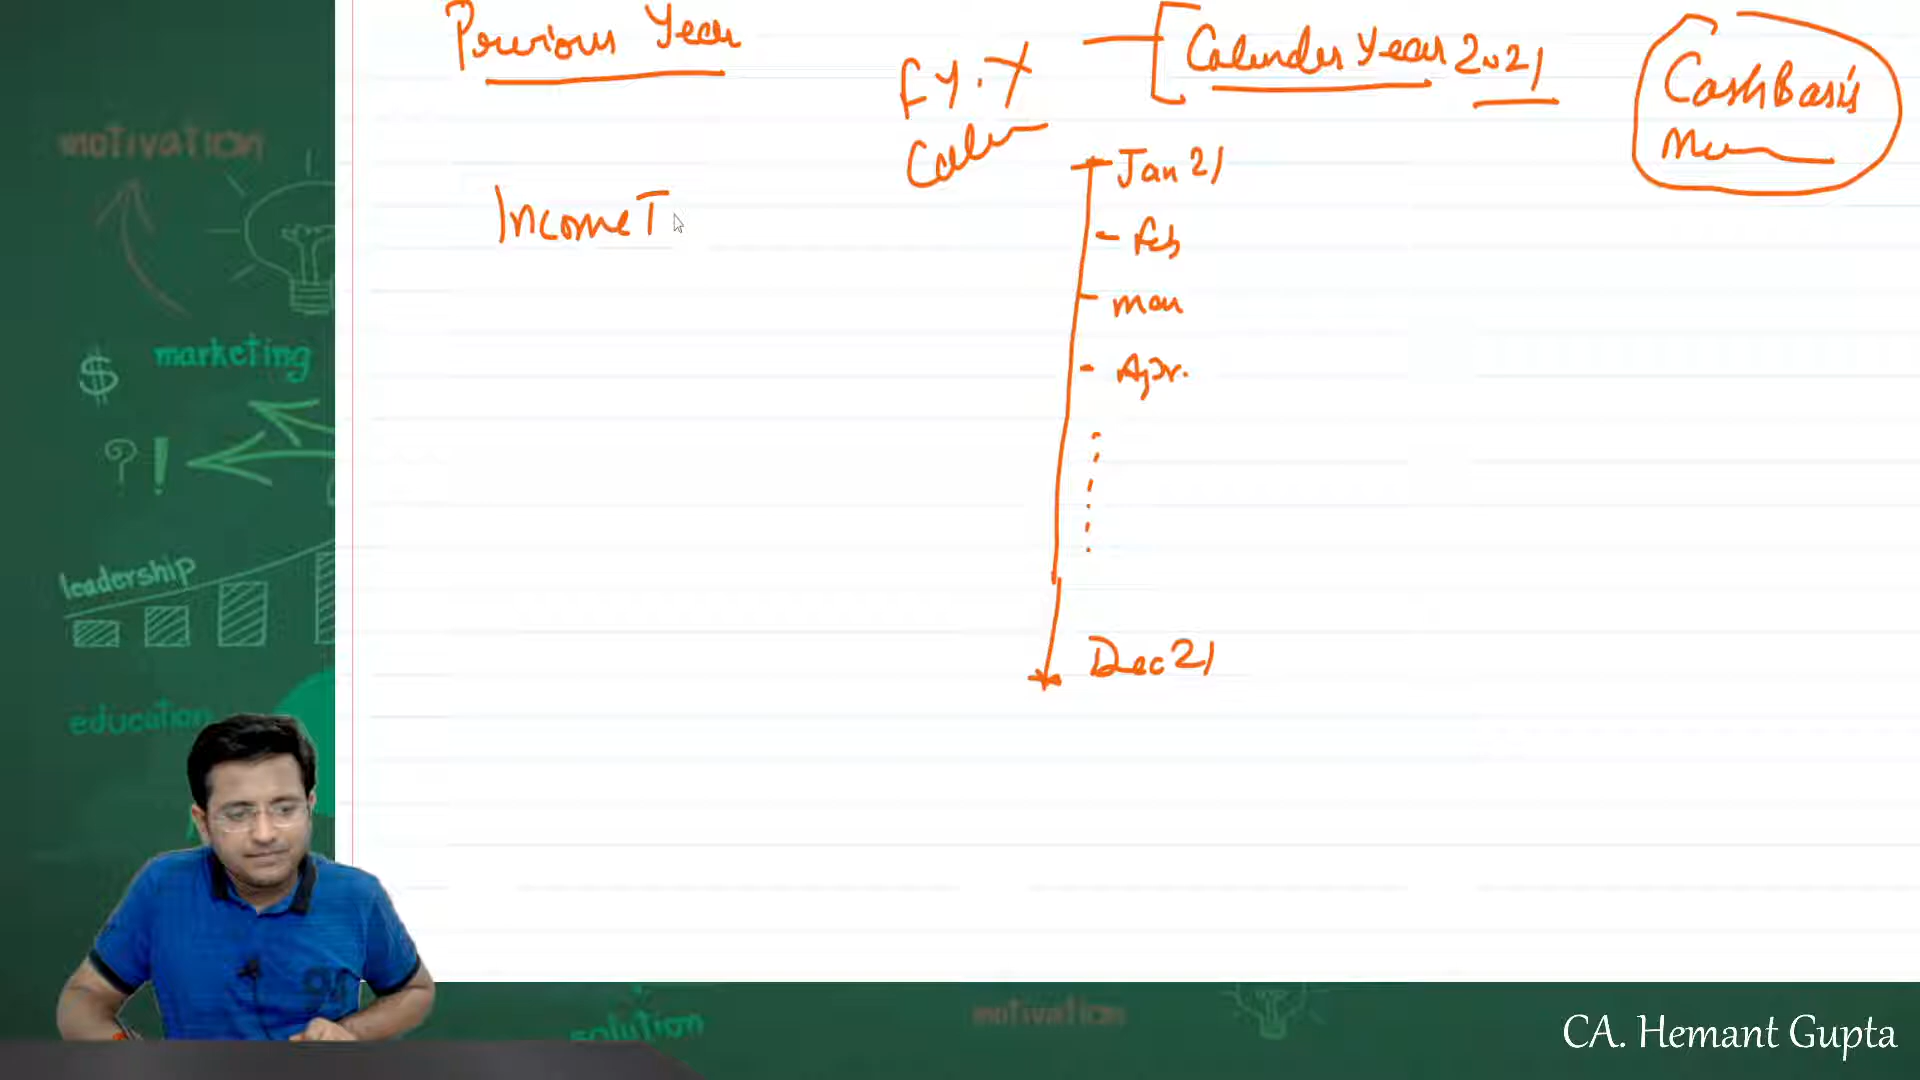 Previous Year
F.Y. X
Calen
Calender Year 2021
Cash Basis
Jan 21
Feb
Mar
Apr.
Dec 21
Income T
motivation
$ marketing
? !
leadership
education
solution
motivation
CA. Hemant Gupta